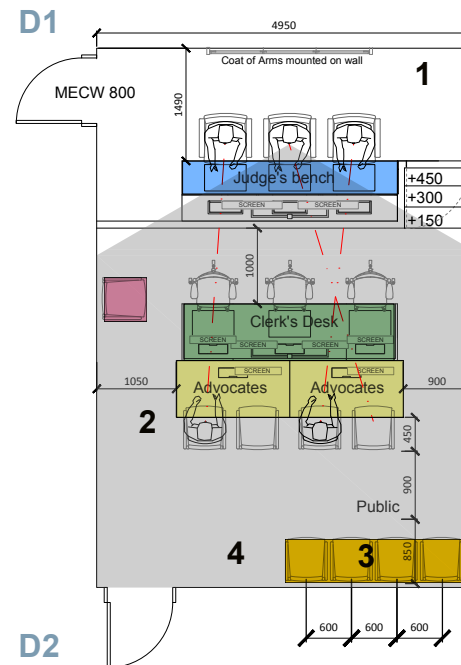 D1
4950
Coat of Arms mounted on wall
1
MECW 800
1490
Judge's bench
+450
+300
+150
SCREEN
SCREEN
1000
Clerk's Desk
SCREEN
SCREEN
SCREEN
SCREEN
SCREEN
SCREEN
Advocates
Advocates
1050
900
2
450
900
Public
4
3
850
600
600
600
D2